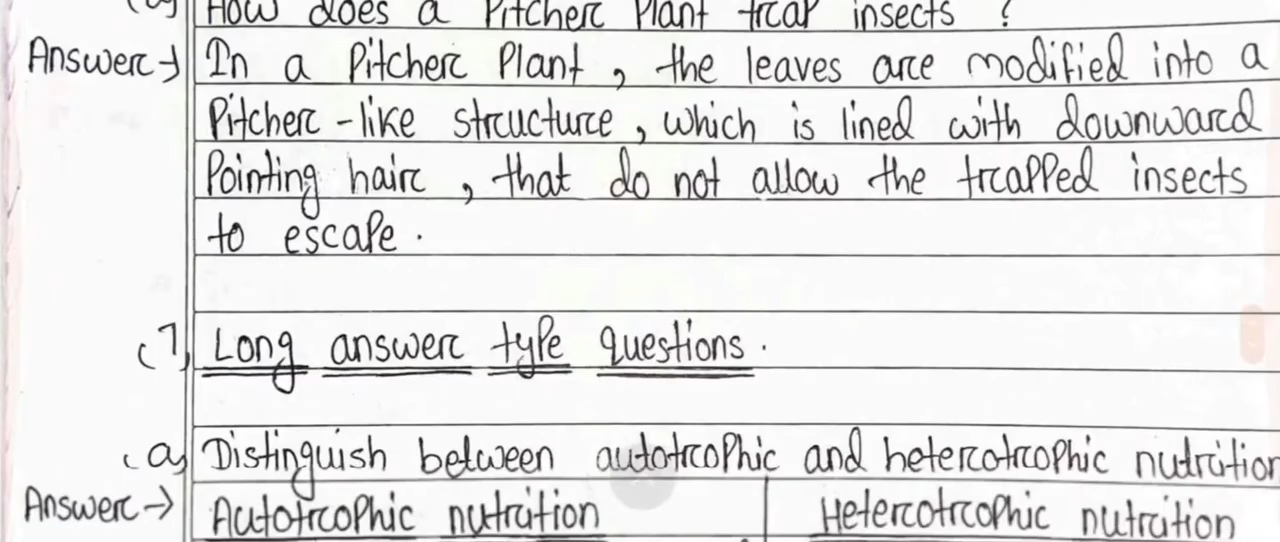 How does a Pitcher Plant trap insects ?
Answer → In a Pitcher Plant , the leaves are modified into a
Pitcher - like structure , which is lined with downward
Pointing hair , that do not allow the trapped insects
to escape .
(7) Long answer type questions .
(a) Distinguish between autotrophic and heterotrophic nutrition
Answer → Autotrophic nutrition Heterotrophic nutrition